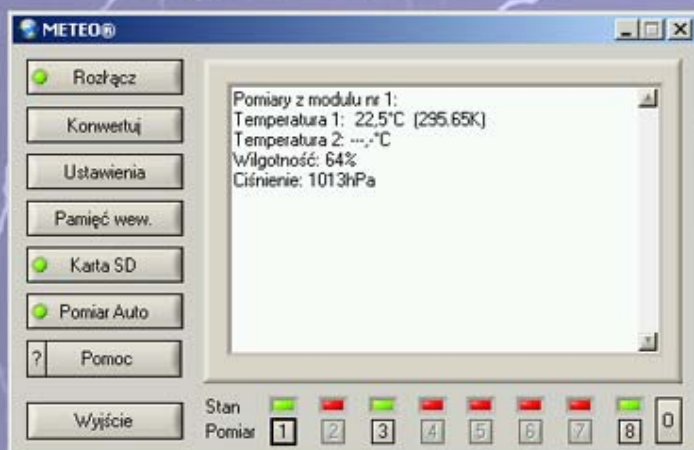 METEO®
Rozłącz
Konwertuj
Ustawienia
Pamięć wew.
Karta SD
Pomiar Auto
? Pomoc
Wyjście
Pomiary z modulu nr 1:
Temperatura 1: 22,5°C (295.65K)
Temperatura 2: ---,-°C
Wilgotność: 64%
Ciśnienie: 1013hPa
Stan
Pomiar 1 2 3 4 5 6 7 8 0